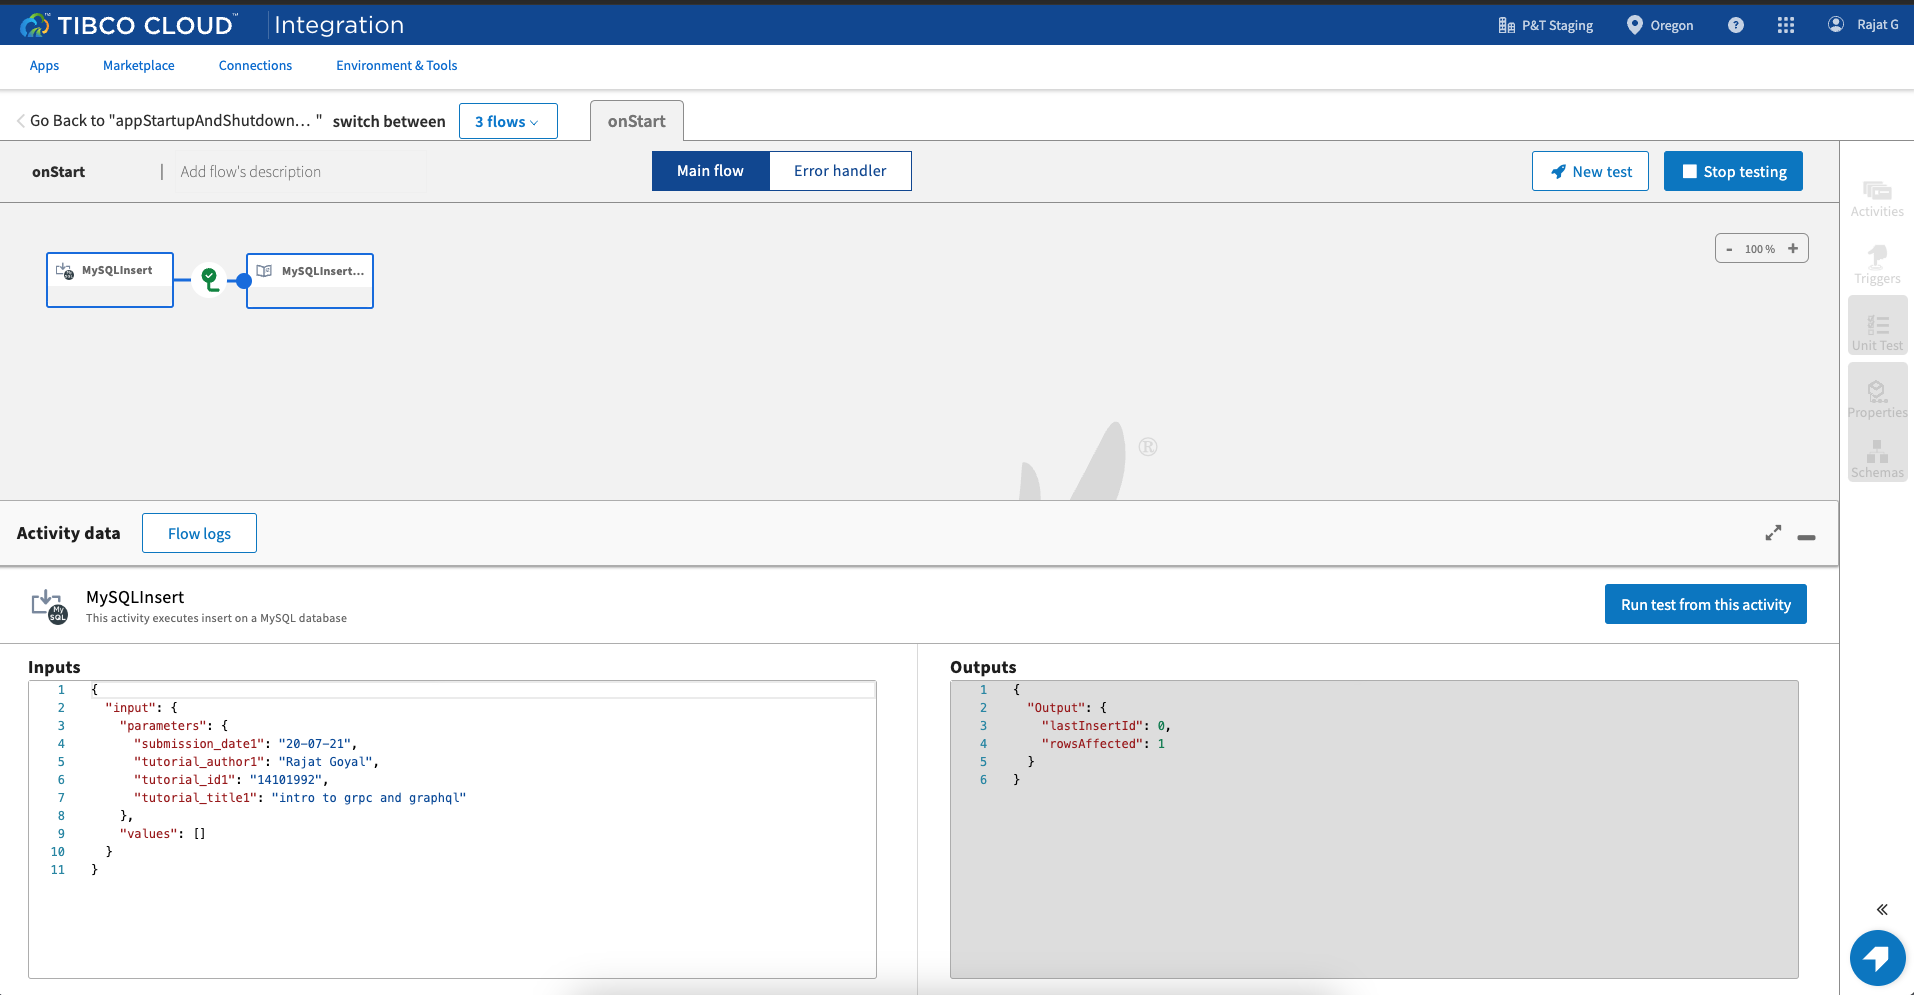 TIBCO CLOUD™ Integration
P&T Staging
Oregon
?
Rajat G
Apps
Marketplace
Connections
Environment & Tools
Go Back to "appStartupAndShutdown... " switch between
3 flows
onStart
onStart
| Add flow's description
Main flow
Error handler
New test
Stop testing
Activities
Triggers
Unit Test
Properties
Schemas
- 100 % +
MySQLInsert
MySQLInsert...
®
Activity data
Flow logs
My
SQL
MySQLInsert
This activity executes insert on a MySQL database
Run test from this activity
Inputs
1 {
2 "input": {
3 "parameters": {
4 "submission_date1": "20-07-21",
5 "tutorial_author1": "Rajat Goyal",
6 "tutorial_id1": "14101992",
7 "tutorial_title1": "intro to grpc and graphql"
8 },
9 "values": []
10 }
11 }
Outputs
1 {
2 "Output": {
3 "lastInsertId": 0,
4 "rowsAffected": 1
5 }
6 }